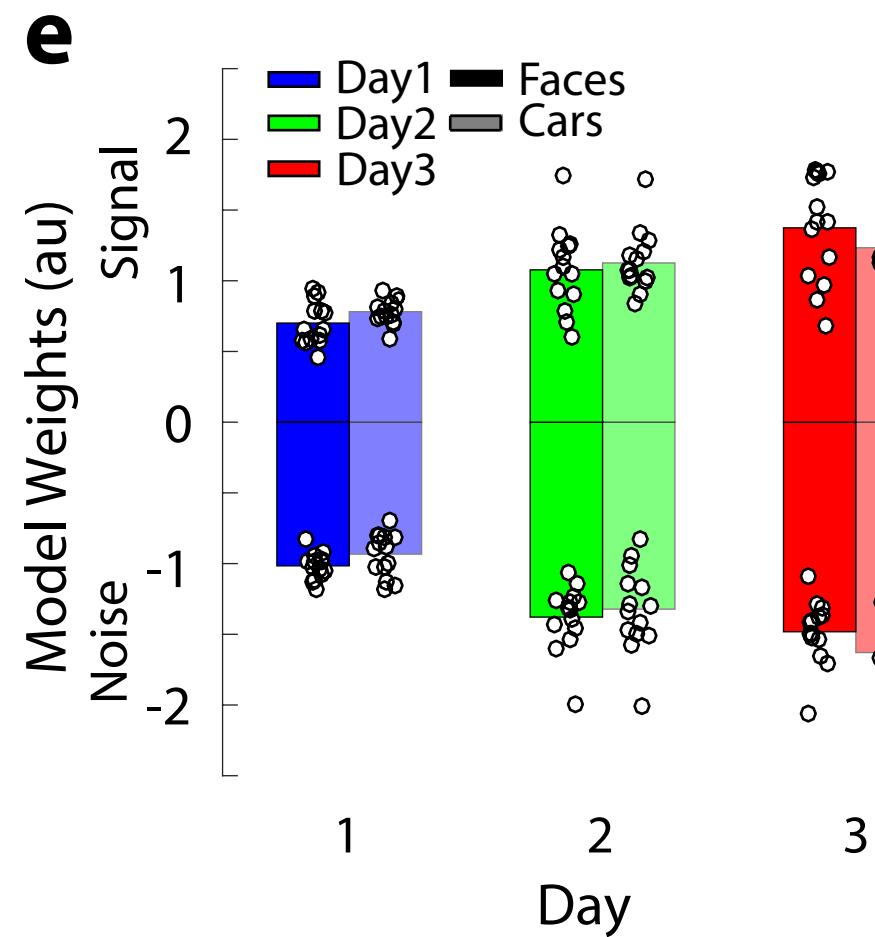 e
Day1
Day2
Day3
Faces
Cars
Model Weights (au)
Signal
Noise
2
1
0
-1
-2
1
2
3
Day